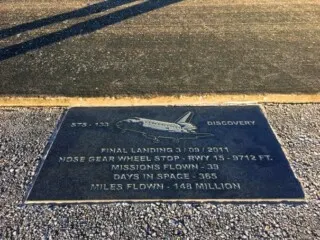 STS - 133 DISCOVERY
FINAL LANDING 3 / 09 / 2011
NOSE GEAR WHEEL STOP - RWY 15 - 9712 FT.
MISSIONS FLOWN - 39
DAYS IN SPACE - 365
MILES FLOWN - 148 MILLION